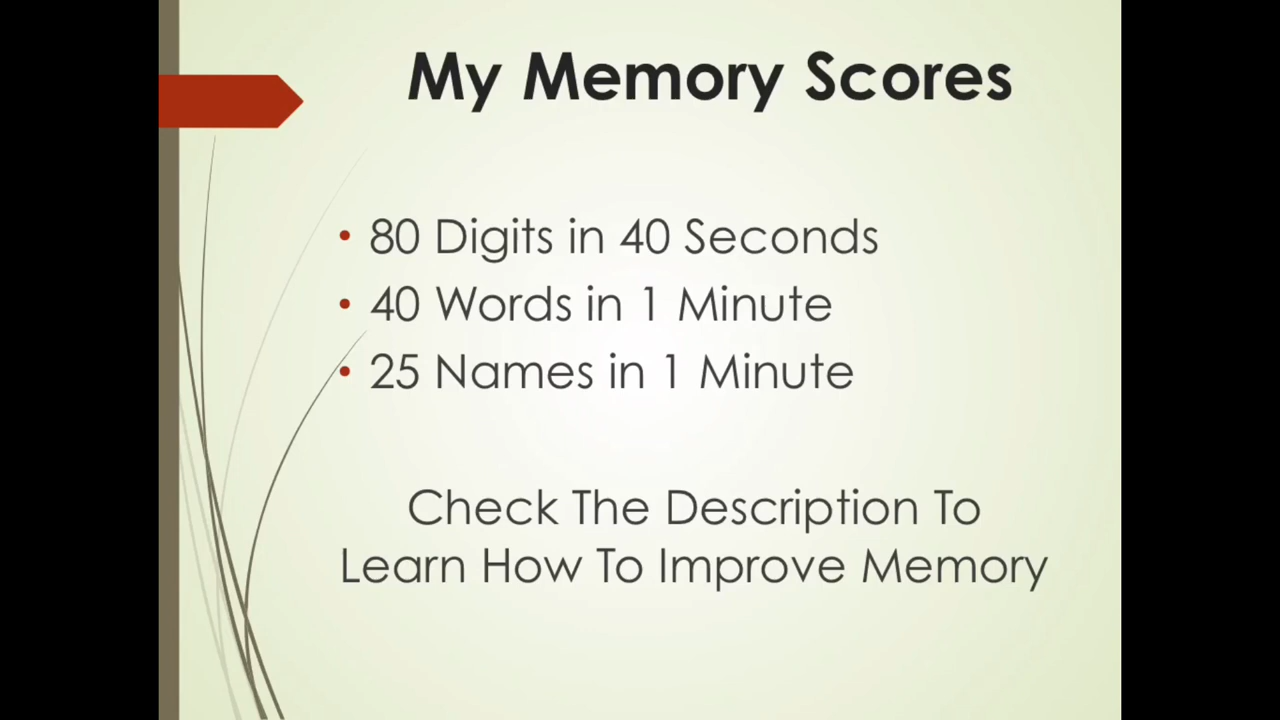 My Memory Scores
• 80 Digits in 40 Seconds
• 40 Words in 1 Minute
• 25 Names in 1 Minute
Check The Description To
Learn How To Improve Memory